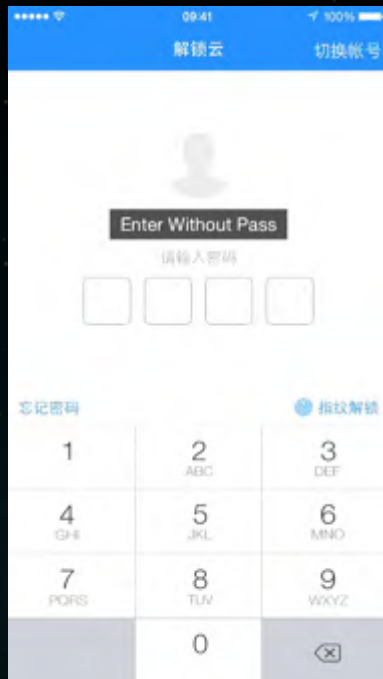 09:41 100%
解锁云 切换帐号
Enter Without Pass
请输入密码
忘记密码 指纹解锁
1 2 3
ABC DEF
4 5 6
GHI JKL MNO
7 8 9
PQRS TUV WXYZ
0